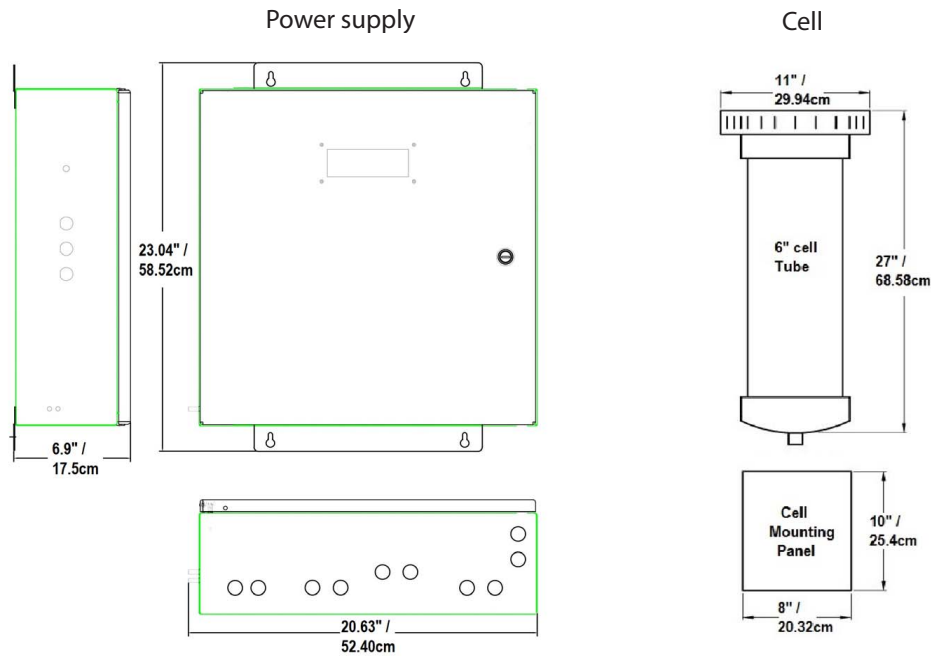 Power supply
Cell
11" /
29.94cm
23.04" /
58.52cm
6" cell
Tube
27" /
68.58cm
6.9" /
17.5cm
Cell
Mounting
Panel
10" /
25.4cm
8" /
20.32cm
20.63" /
52.40cm